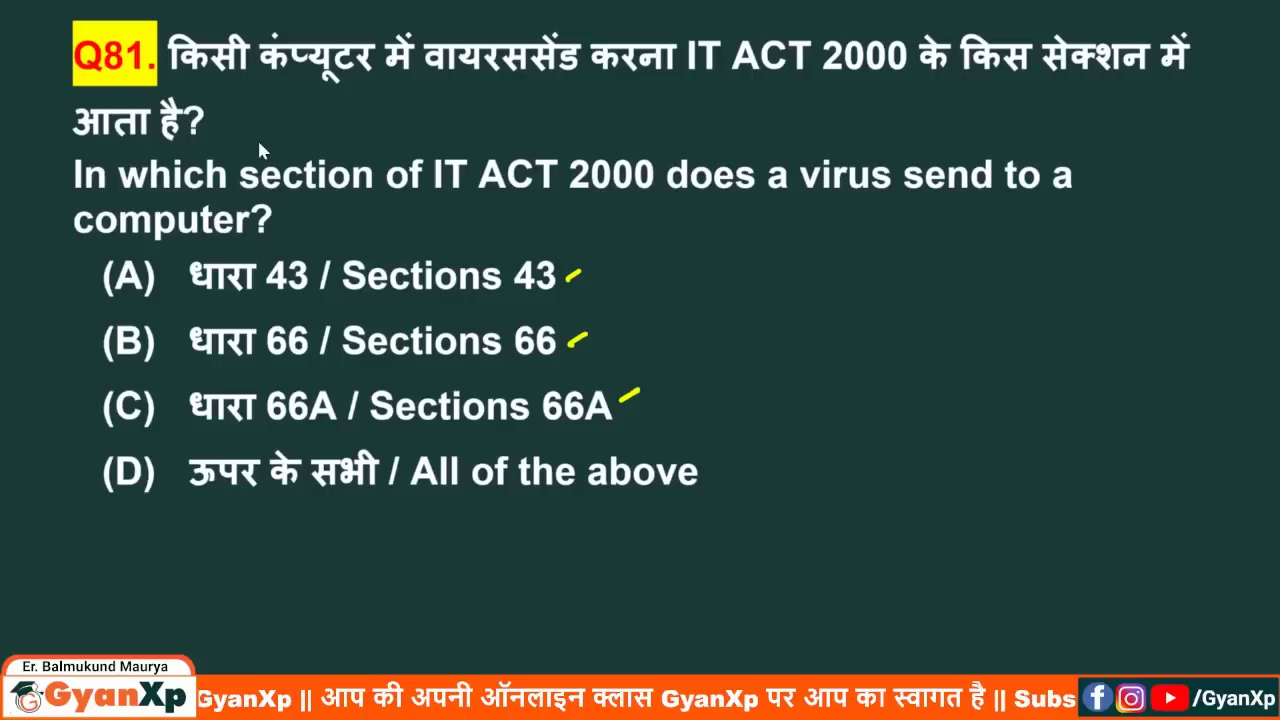 Q81. किसी कंप्यूटर में वायरससेंड करना IT ACT 2000 के किस सेक्शन में
आता है?
In which section of IT ACT 2000 does a virus send to a
computer?
(A) धारा 43 / Sections 43
(B) धारा 66 / Sections 66
(C) धारा 66A / Sections 66A
(D) ऊपर के सभी / All of the above
Er. Balmukund Maurya
GyanXp
GyanXp || आप की अपनी ऑनलाइन क्लास GyanXp पर आप का स्वागत है || Subs
/GyanXp